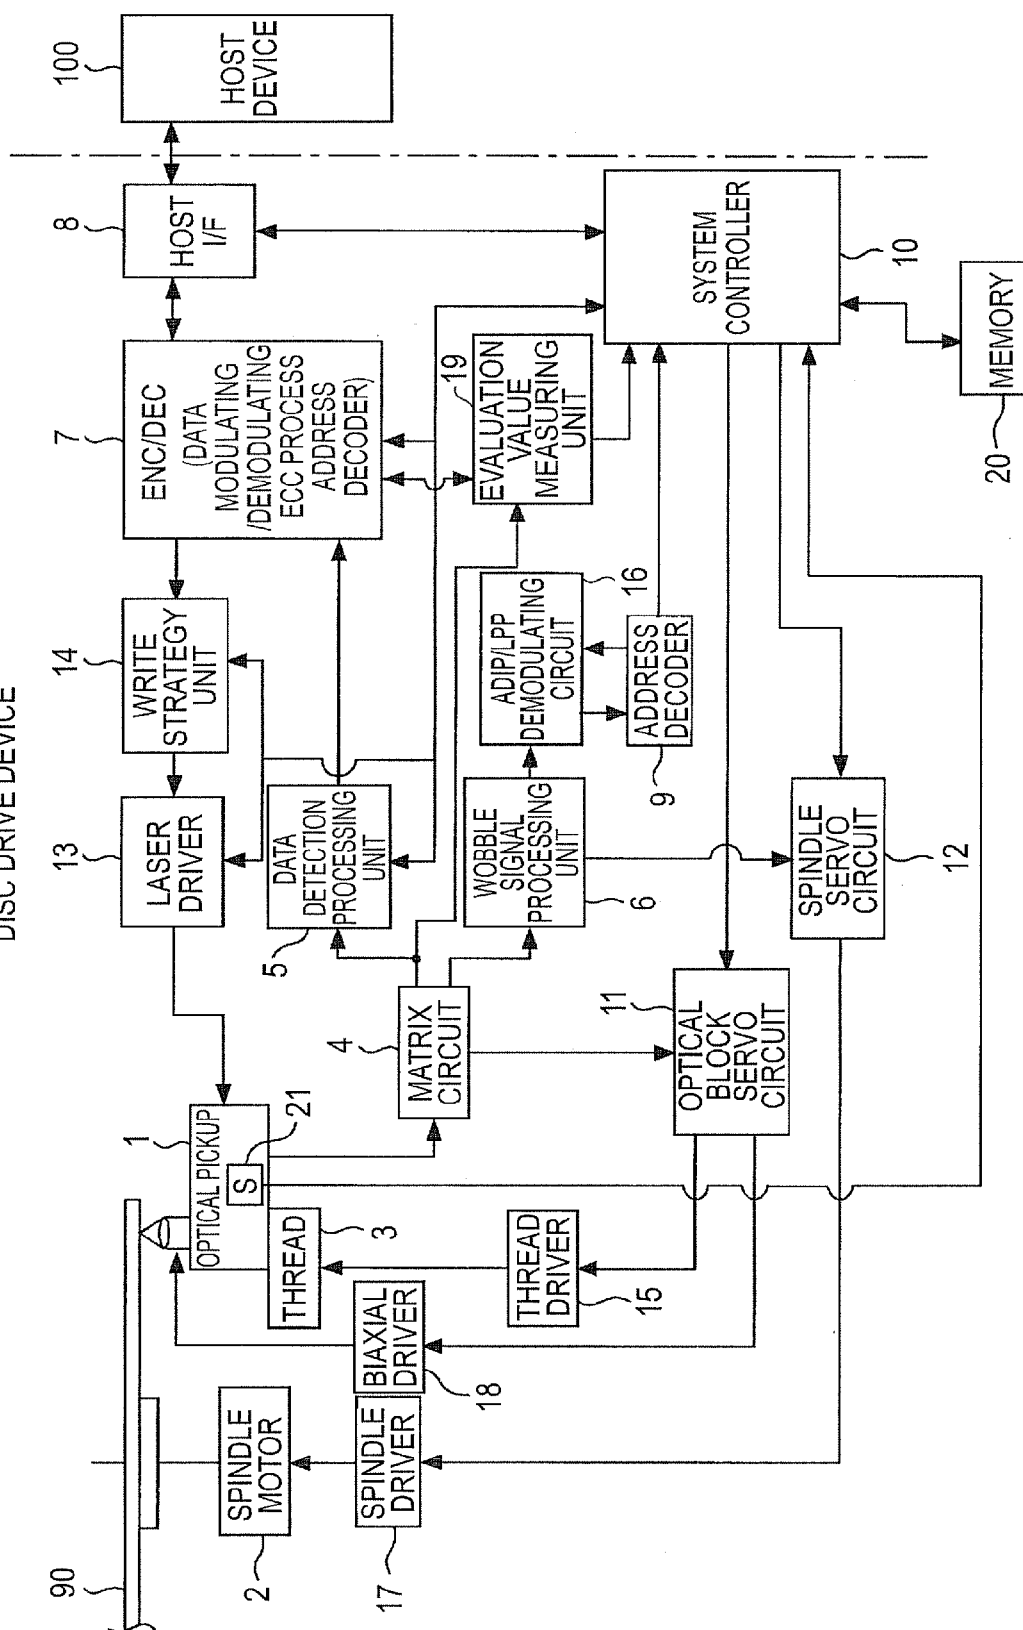 DISC DRIVE DEVICE
90
1
13
14
7
8
100
OPTICAL PICKUP
S
21
LASER
DRIVER
WRITE
STRATEGY
UNIT
ENC/DEC
(DATA
MODULATING
/DEMODULATING
ECC PROCESS
ADDRESS
DECODER)
HOST
I/F
HOST
DEVICE
2
SPINDLE
MOTOR
THREAD
3
5
DATA
DETECTION
PROCESSING
UNIT
17
SPINDLE
DRIVER
BIAXIAL
DRIVER
18
4
MATRIX
CIRCUIT
6
WOBBLE
SIGNAL
PROCESSING
UNIT
ADIP/LPP
DEMODULATING
CIRCUIT
16
19
EVALUATION
VALUE
MEASURING
UNIT
THREAD
DRIVER
15
9
ADDRESS
DECODER
11
OPTICAL
BLOCK
SERVO
CIRCUIT
SYSTEM
CONTROLLER
10
SPINDLE
SERVO
CIRCUIT
12
20
MEMORY